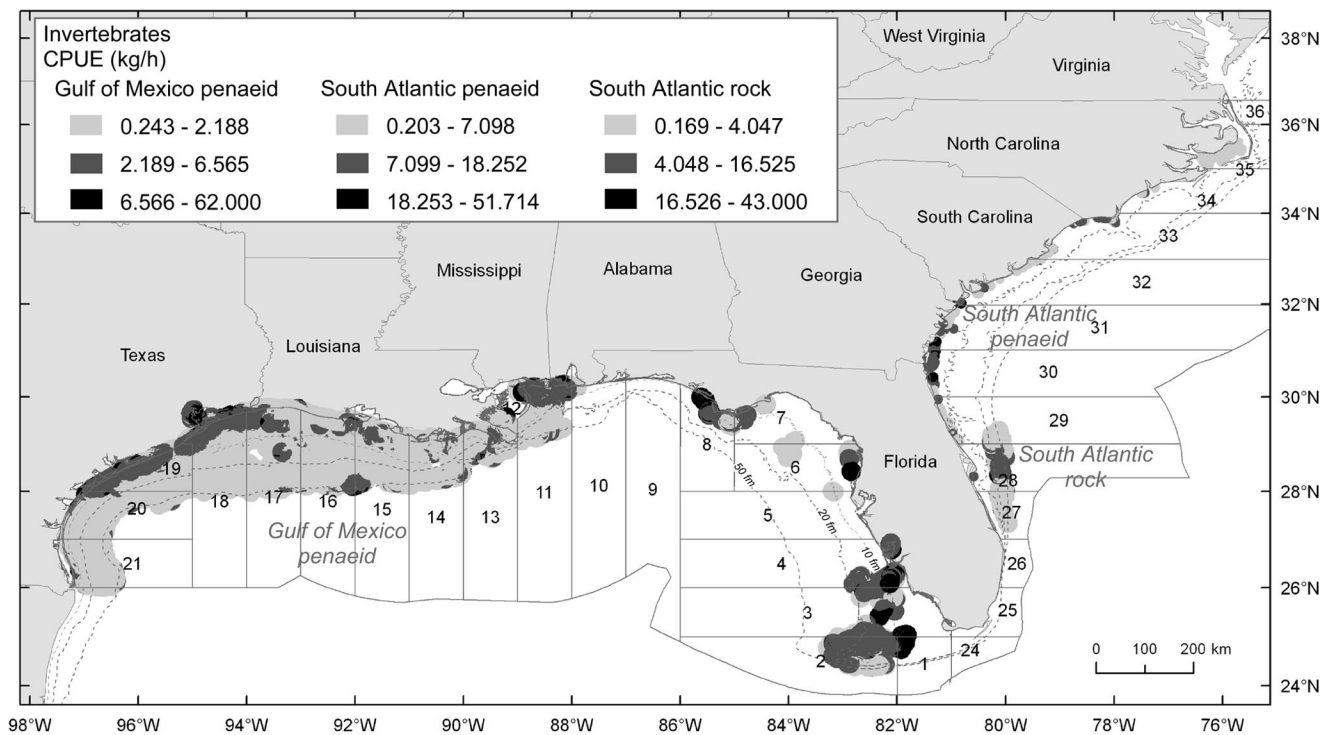 Invertebrates
CPUE (kg/h)
Gulf of Mexico penaeid South Atlantic penaeid South Atlantic rock
0.243 - 2.188 0.203 - 7.098 0.169 - 4.047
2.189 - 6.565 7.099 - 18.252 4.048 - 16.525
6.566 - 62.000 18.253 - 51.714 16.526 - 43.000
West Virginia
Virginia
North Carolina
South Carolina
Mississippi
Alabama
Georgia
Texas
Louisiana
Florida
South Atlantic
penaeid
South Atlantic
rock
Gulf of Mexico
penaeid
36
35
34
33
32
31
30
29
28
27
26
25
24
1
2
3
4
5
6
7
8
9
10
11
12
13
14
15
16
17
18
19
20
21
50 fm.
20 fm.
10 fm.
0 100 200 km
38°N
36°N
34°N
32°N
30°N
28°N
26°N
24°N
98°W 96°W 94°W 92°W 90°W 88°W 86°W 84°W 82°W 80°W 78°W 76°W